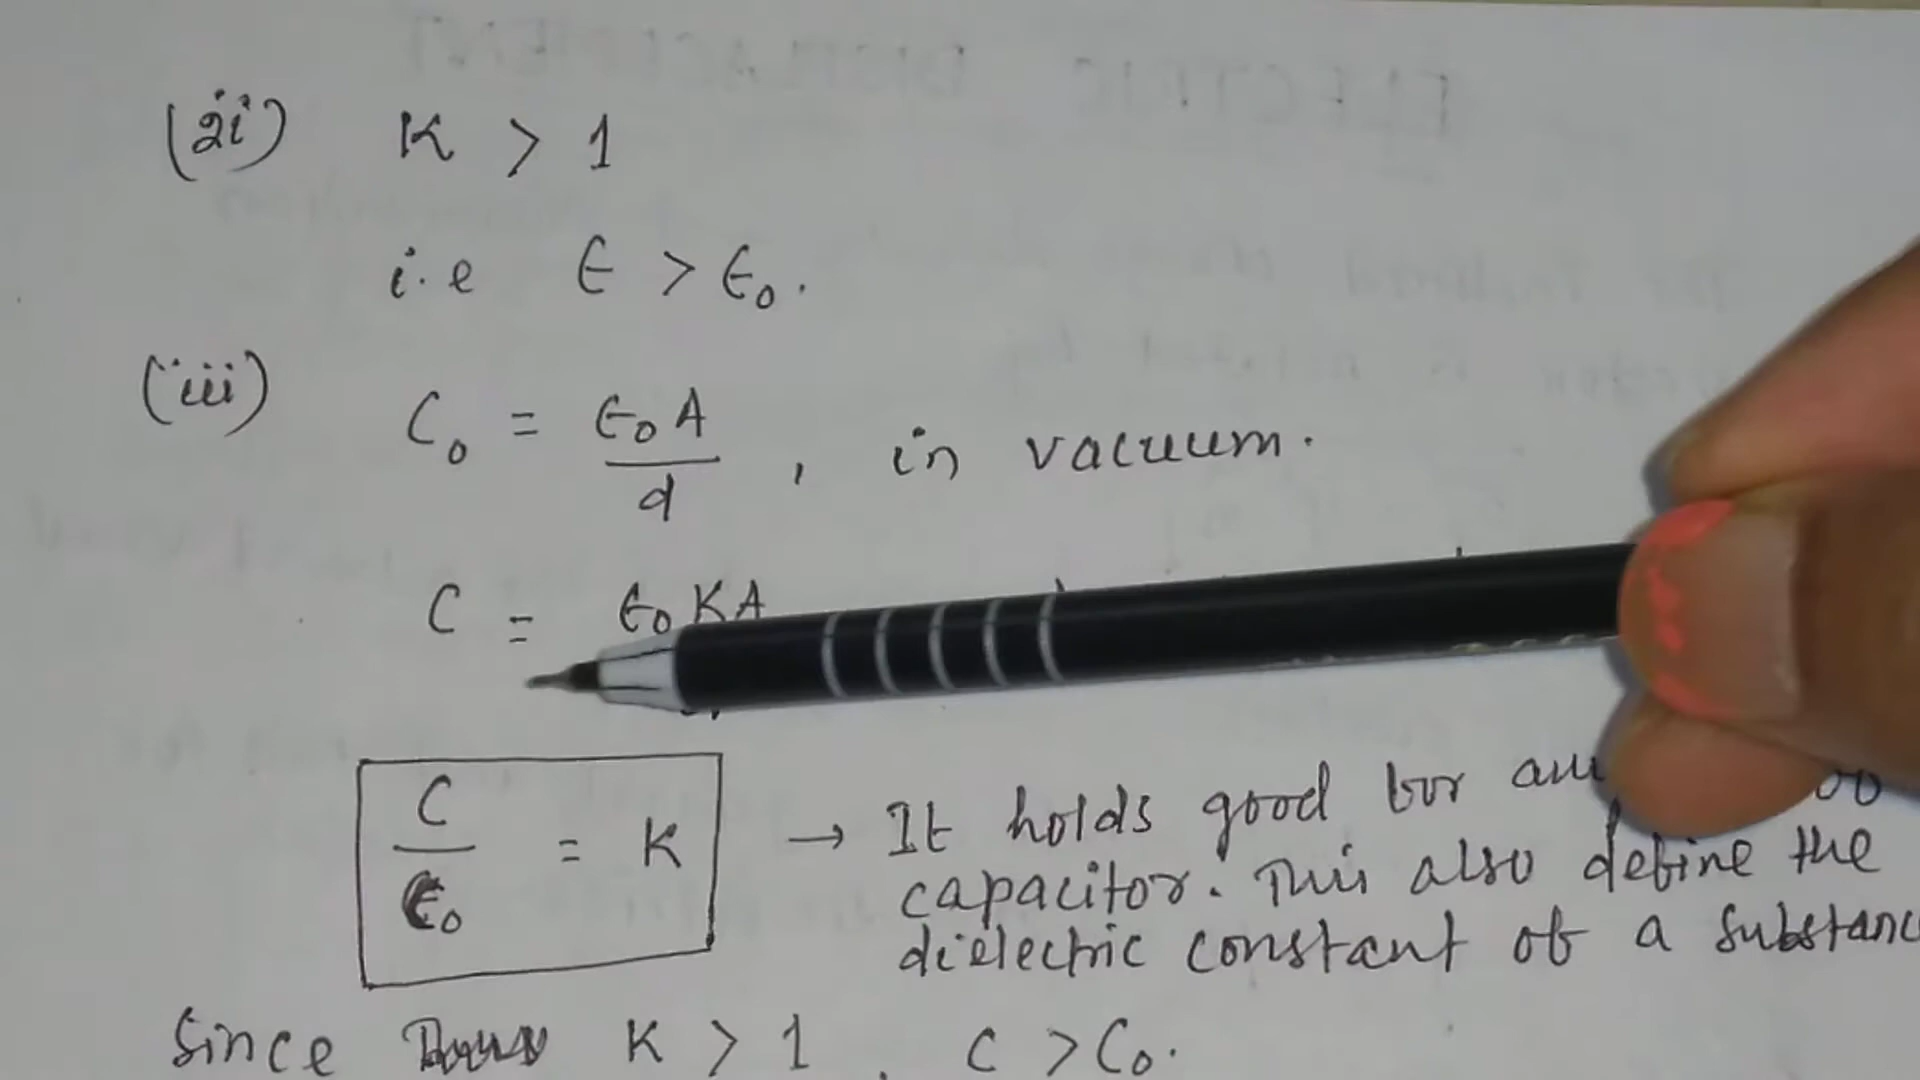 (ii) K > 1
i.e ϵ > ϵ₀.
(iii) C₀ = ϵ₀A / d , in vacuum.
C = ϵ₀KA
C / C₀ = K → It holds good for
capacitor. This also define the
dielectric constant of a substanc
Since K > 1 , C > C₀.